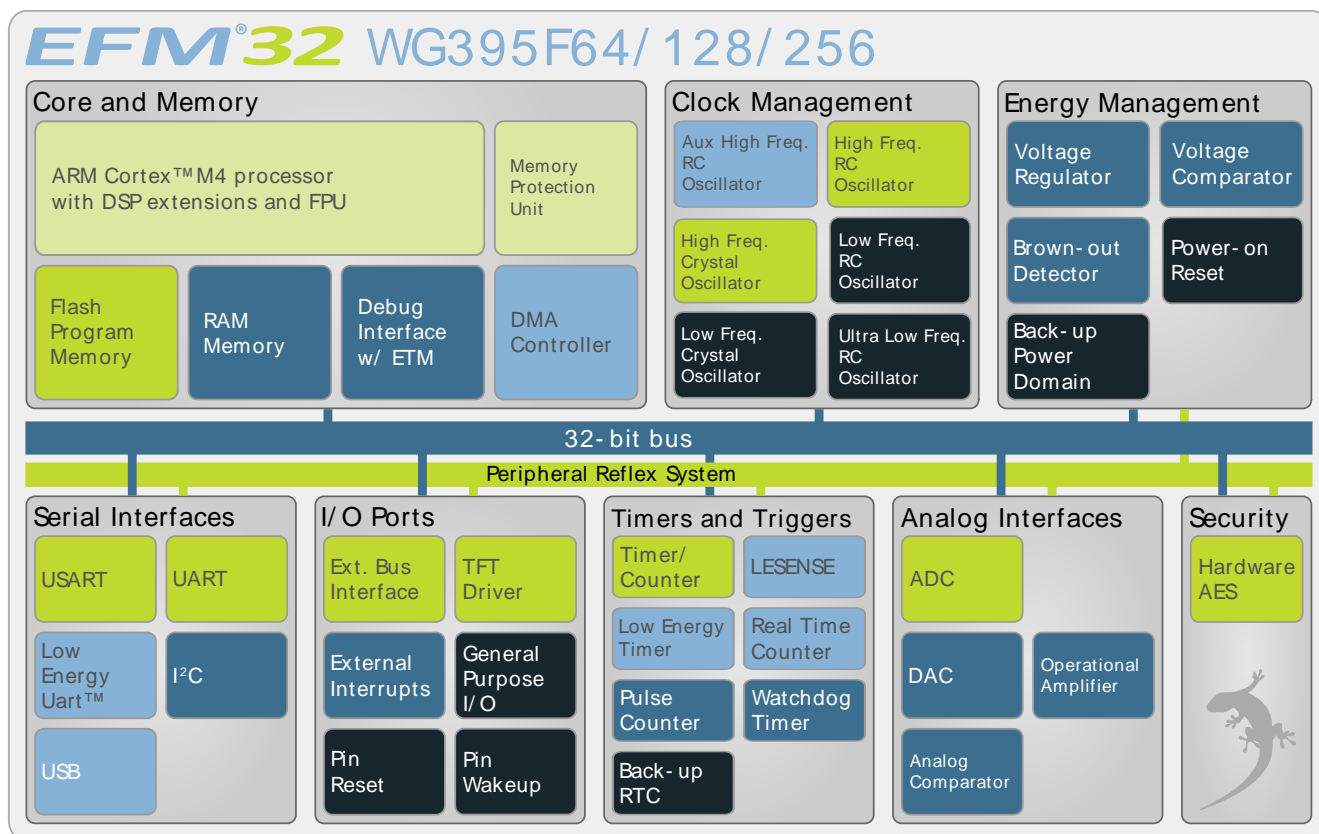 EFM®32 WG395F64/128/256
Core and Memory
ARM Cortex™ M4 processor
with DSP extensions and FPU
Memory
Protection
Unit
Flash
Program
Memory
RAM
Memory
Debug
Interface
w/ ETM
DMA
Controller
Clock Management
Aux High Freq.
RC
Oscillator
High Freq.
RC
Oscillator
High Freq.
Crystal
Oscillator
Low Freq.
RC
Oscillator
Low Freq.
Crystal
Oscillator
Ultra Low Freq.
RC
Oscillator
Energy Management
Voltage
Regulator
Voltage
Comparator
Brown-out
Detector
Power-on
Reset
Back-up
Power
Domain
32-bit bus
Peripheral Reflex System
Serial Interfaces
USART
UART
Low
Energy
Uart™
I²C
USB
I/O Ports
Ext. Bus
Interface
TFT
Driver
External
Interrupts
General
Purpose
I/O
Pin
Reset
Pin
Wakeup
Timers and Triggers
Timer/
Counter
LESENSE
Low Energy
Timer
Real Time
Counter
Pulse
Counter
Watchdog
Timer
Back-up
RTC
Analog Interfaces
ADC
DAC
Operational
Amplifier
Analog
Comparator
Security
Hardware
AES